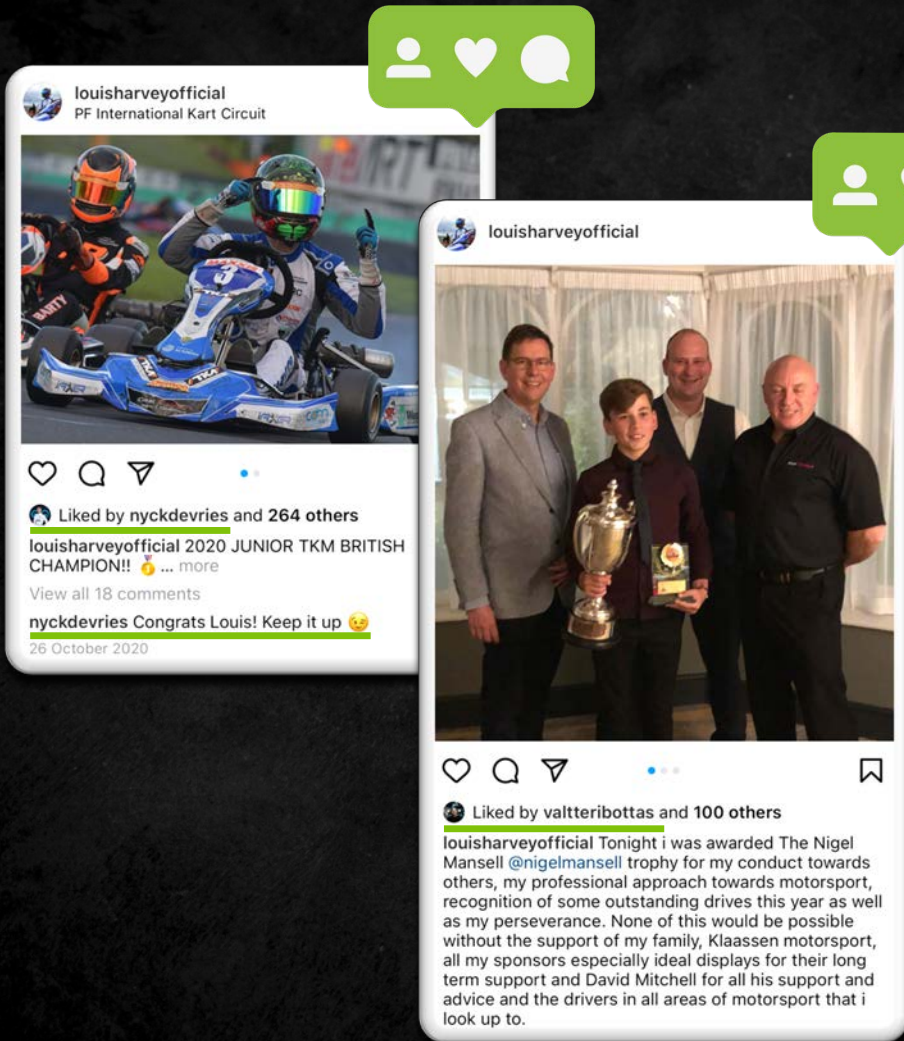 louisharveyofficial
PF International Kart Circuit
MAXXIS
3
BARTY
Liked by nyckdevries and 264 others
louisharveyofficial 2020 JUNIOR TKM BRITISH
CHAMPION!! 🥇 ... more
View all 18 comments
nyckdevries Congrats Louis! Keep it up 😉
26 October 2020
louisharveyofficial
Liked by valtteribottas and 100 others
louisharveyofficial Tonight i was awarded The Nigel
Mansell @nigelmansell trophy for my conduct towards
others, my professional approach towards motorsport,
recognition of some outstanding drives this year as well
as my perseverance. None of this would be possible
without the support of my family, Klaassen motorsport,
all my sponsors especially ideal displays for their long
term support and David Mitchell for all his support and
advice and the drivers in all areas of motorsport that i
look up to.